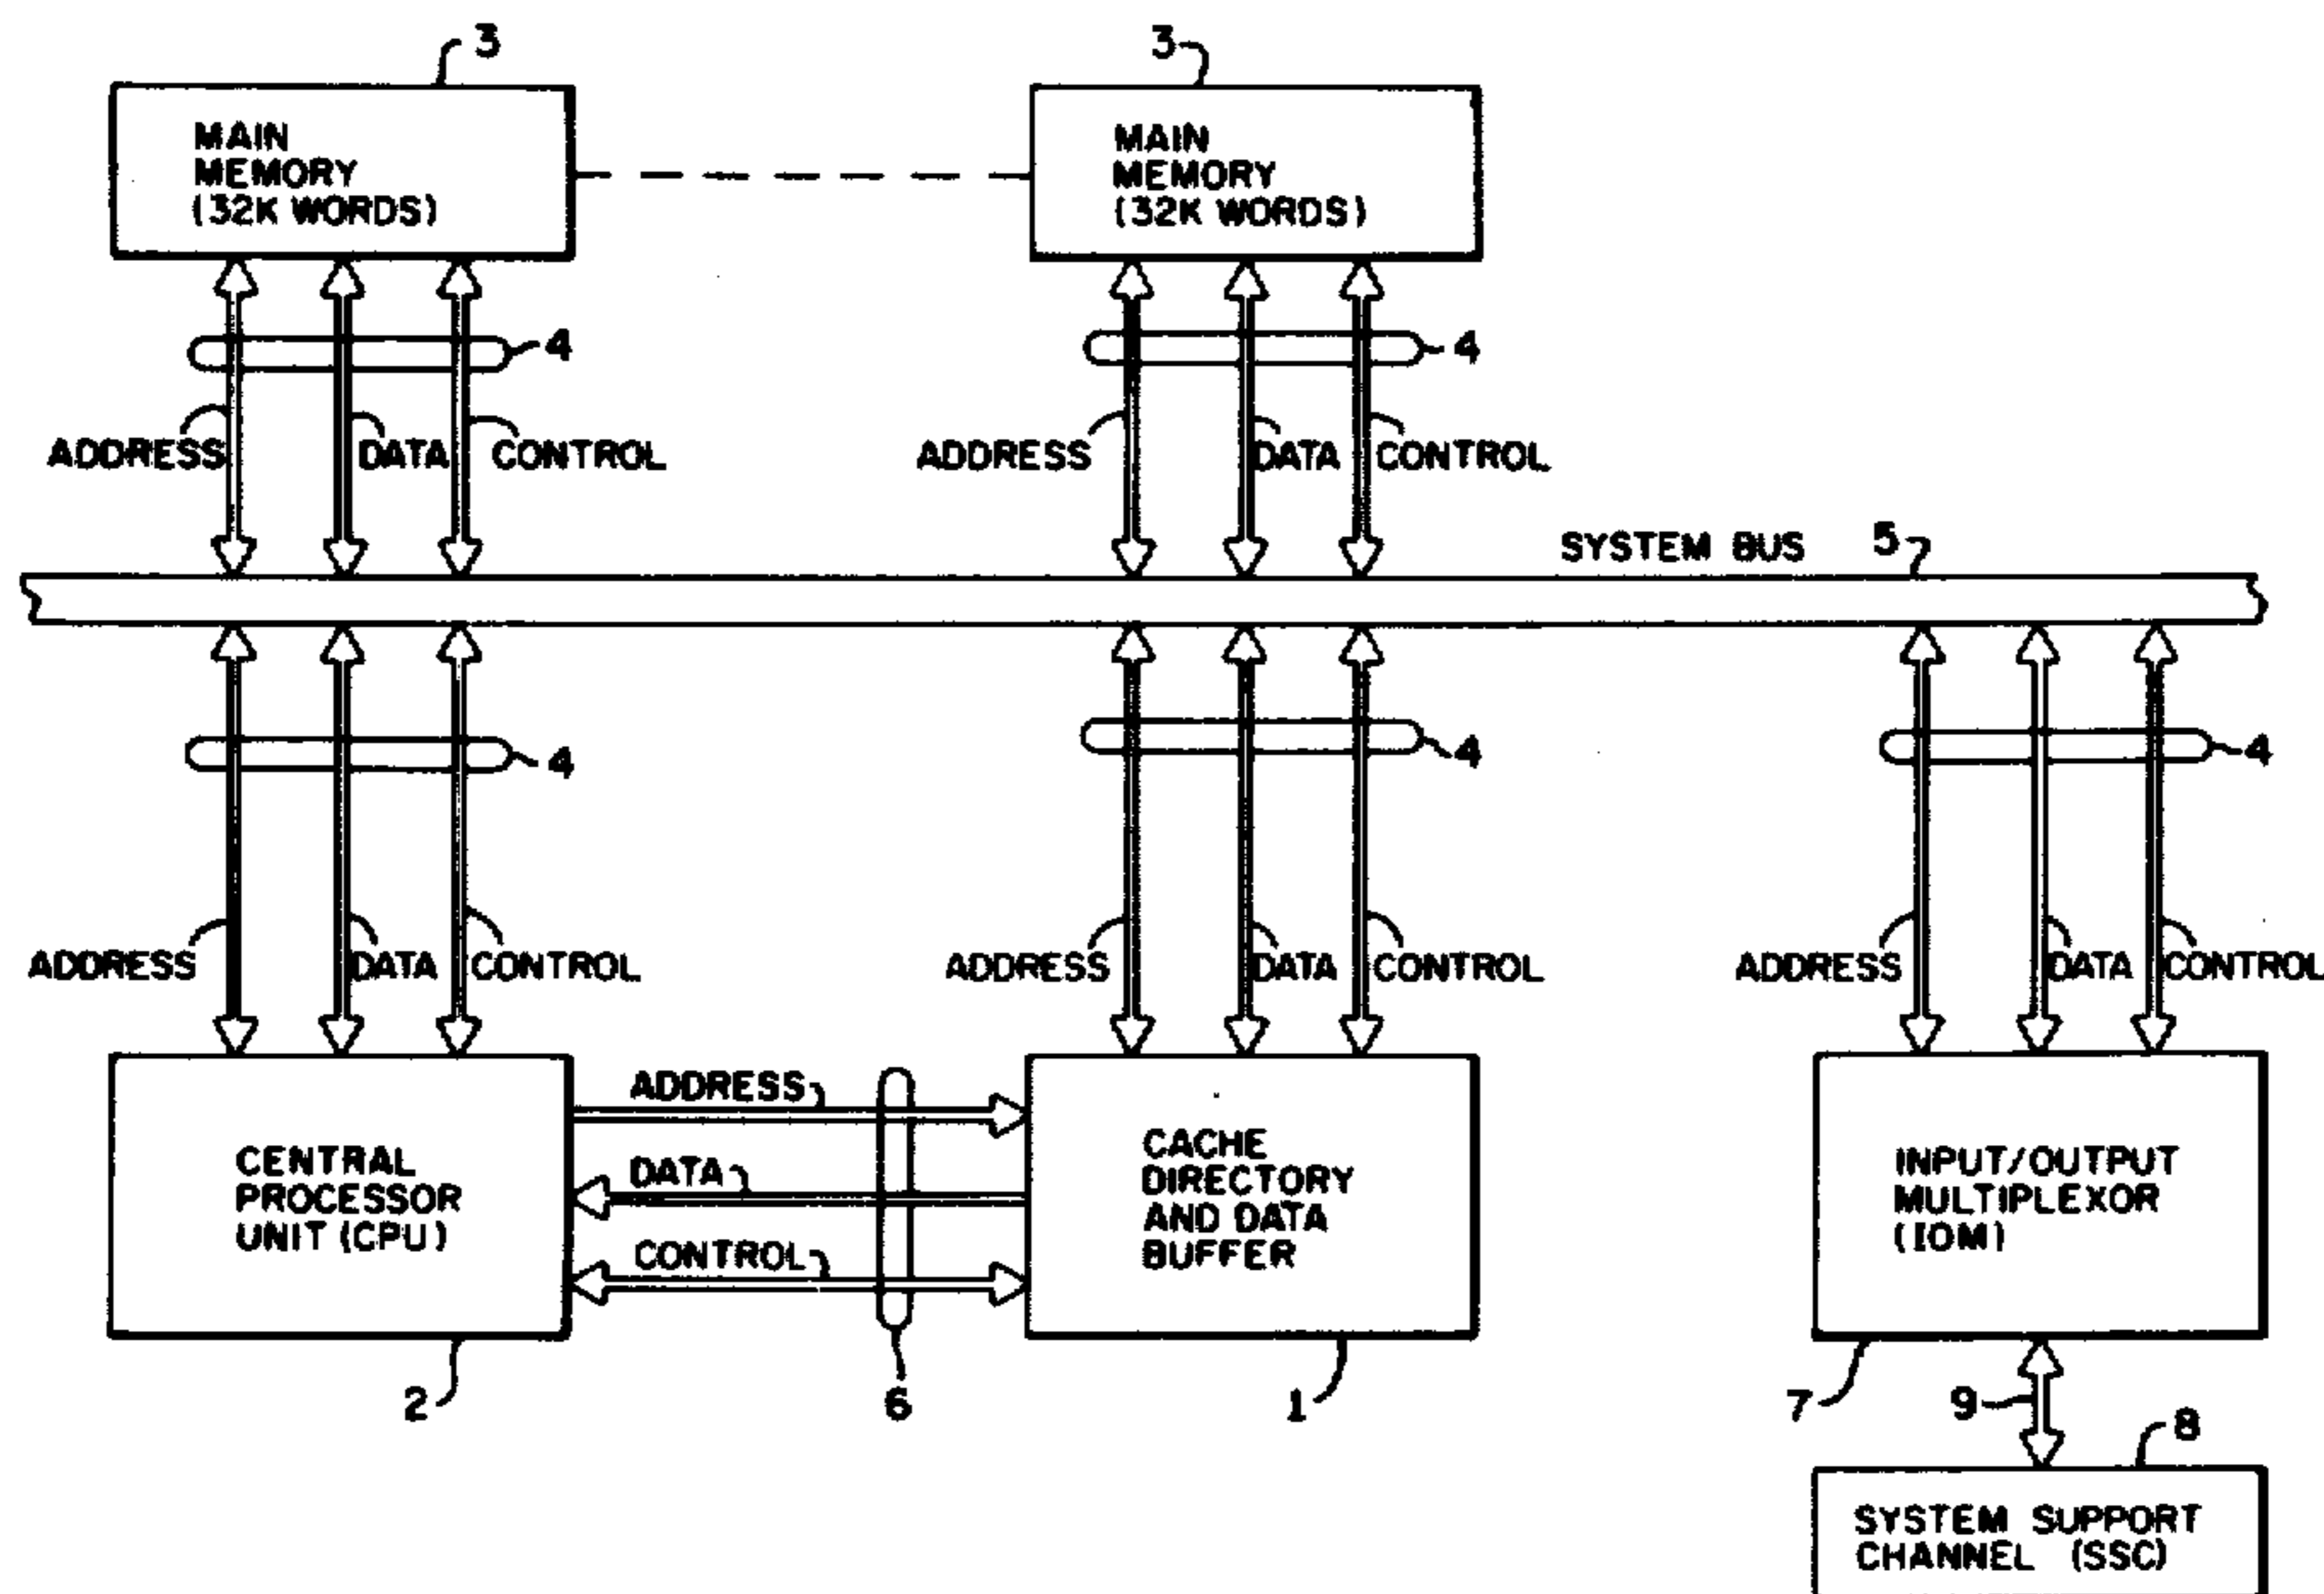 3
3
MAIN
MEMORY
(32K WORDS)
MAIN
MEMORY
(32K WORDS)
4
4
ADDRESS
DATA
CONTROL
ADDRESS
DATA
CONTROL
SYSTEM BUS
5
4
4
4
ADDRESS
DATA
CONTROL
ADDRESS
DATA
CONTROL
ADDRESS
DATA
CONTROL
CENTRAL
PROCESSOR
UNIT (CPU)
ADDRESS
DATA
CONTROL
CACHE
DIRECTORY
AND DATA
BUFFER
INPUT/OUTPUT
MULTIPLEXOR
(IOM)
2
6
1
7
9
8
SYSTEM SUPPORT
CHANNEL (SSC)